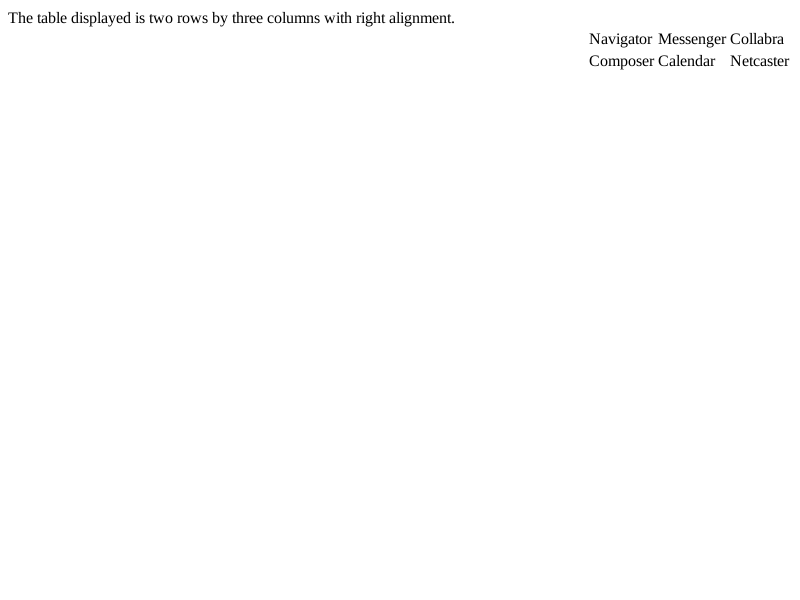 The table displayed is two rows by three columns with right alignment.
Navigator Messenger Collabra
Composer Calendar Netcaster